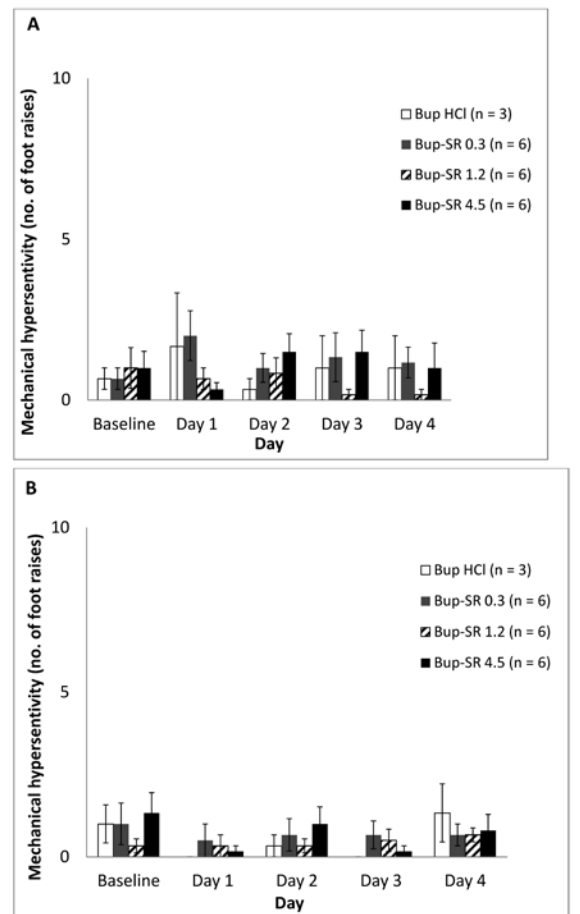 A
Mechanical hypersentivity (no. of foot raises)
10
5
0
Bup HCl (n = 3)
Bup-SR 0.3 (n = 6)
Bup-SR 1.2 (n = 6)
Bup-SR 4.5 (n = 6)
Baseline Day 1 Day 2 Day 3 Day 4
Day
B
Mechanical hypersentivity (no. of foot raises)
10
5
0
Bup HCl (n = 3)
Bup-SR 0.3 (n = 6)
Bup-SR 1.2 (n = 6)
Bup-SR 4.5 (n = 6)
Baseline Day 1 Day 2 Day 3 Day 4
Day